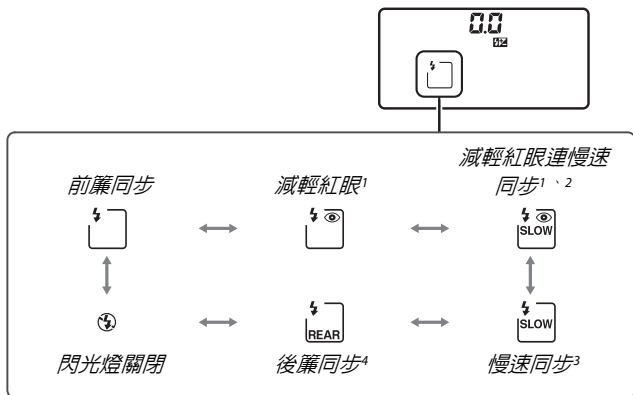 0.0
前簾同步
減輕紅眼1
減輕紅眼連慢速
同步1、2
SLOW
REAR
SLOW
閃光燈關閉
後簾同步4
慢速同步3